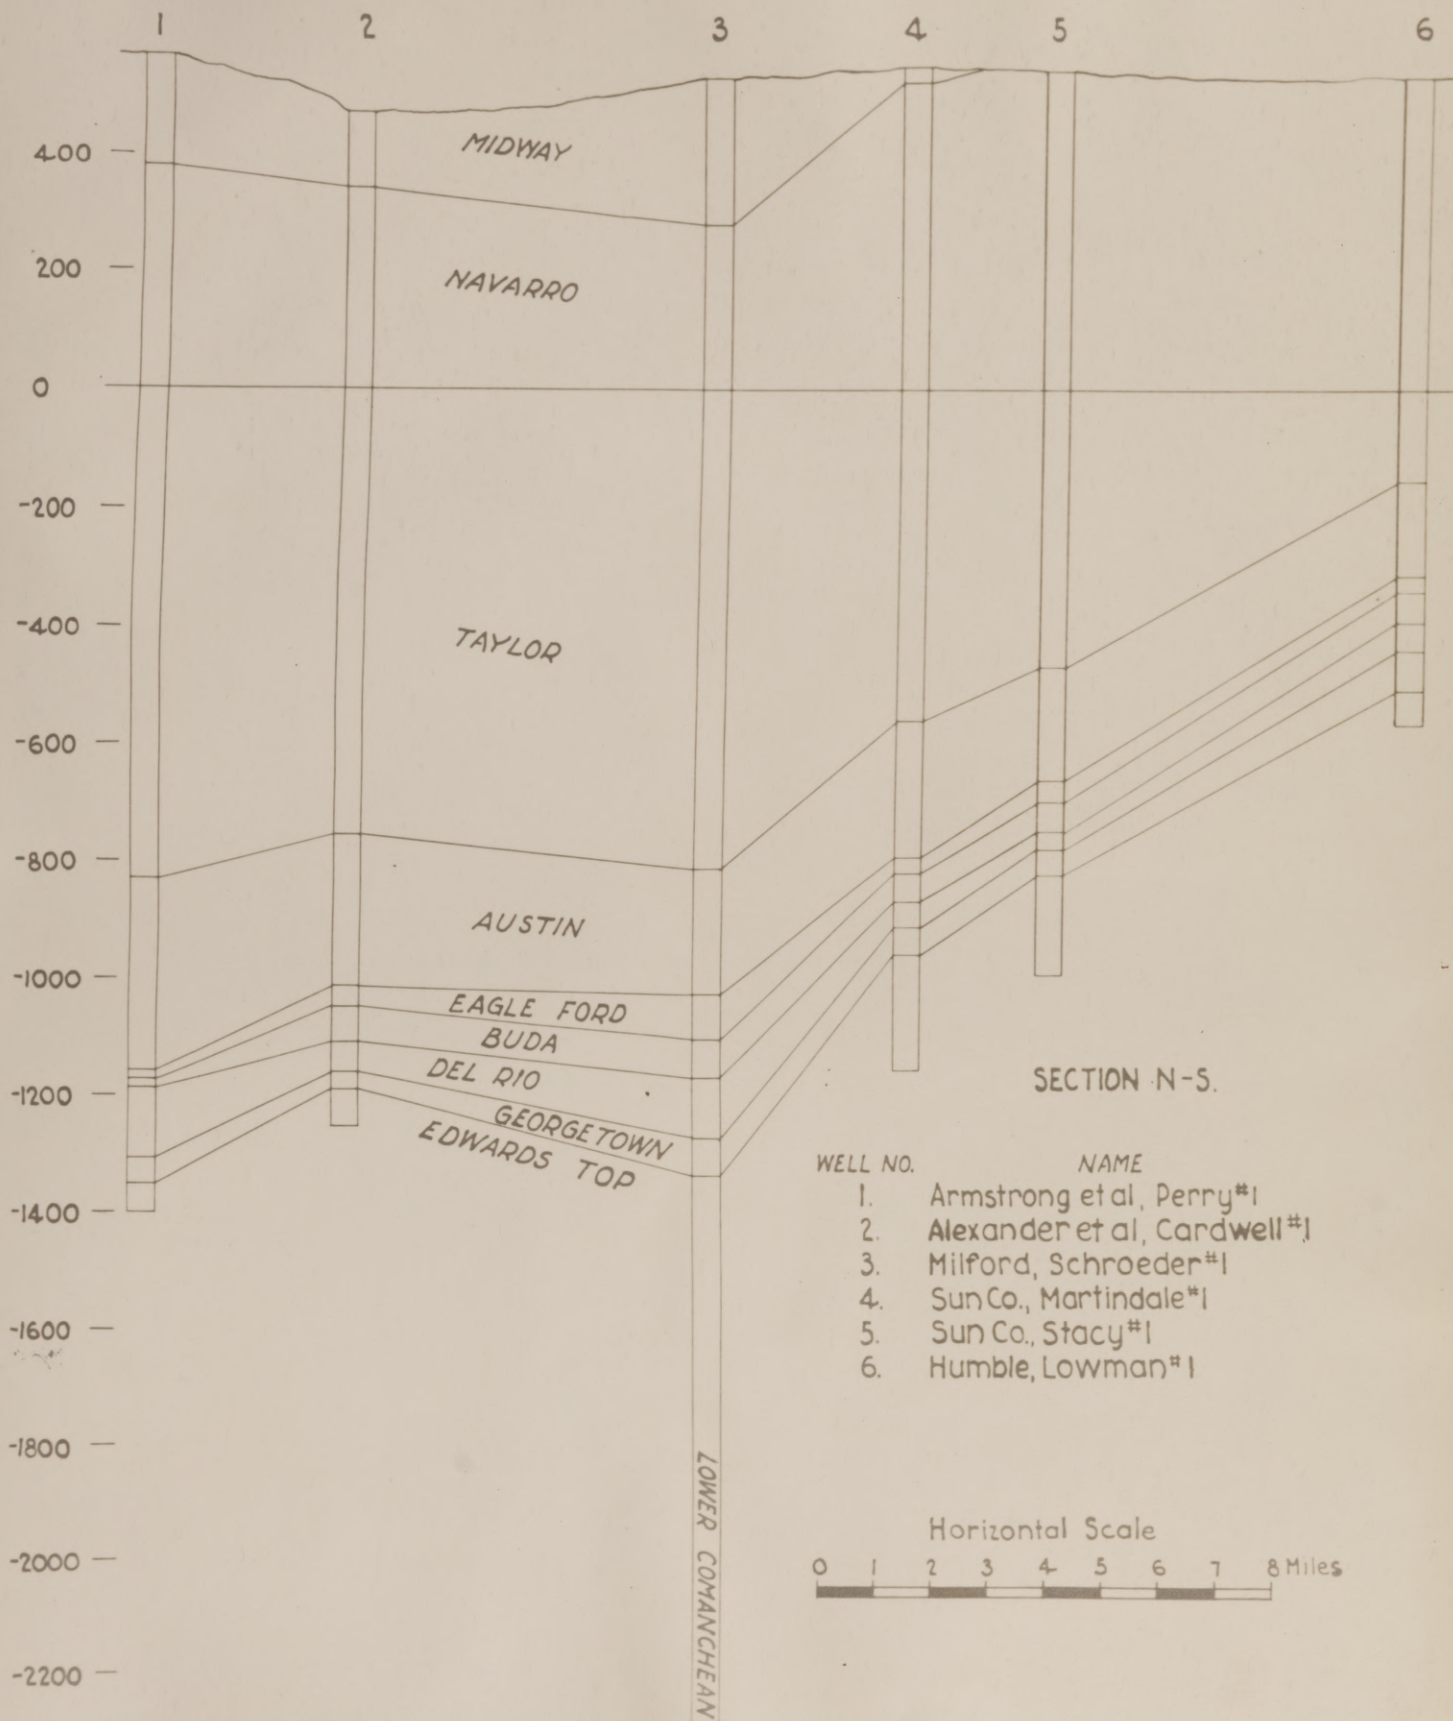 1 2 3 4 5 6
400
MIDWAY
200
NAVARRO
0
-200
-400
TAYLOR
-600
-800
AUSTIN
-1000
EAGLE FORD
BUDA
DEL RIO
-1200
GEORGETOWN
EDWARDS TOP
-1400
-1600
-1800
-2000
-2200
LOWER COMANCHEAN
SECTION N-S.
WELL NO. NAME
1. Armstrong et al, Perry #1
2. Alexander et al, Cardwell #1
3. Milford, Schroeder #1
4. Sun Co., Martindale #1
5. Sun Co., Stacy #1
6. Humble, Lowman #1
Horizontal Scale
0 1 2 3 4 5 6 7 8 Miles